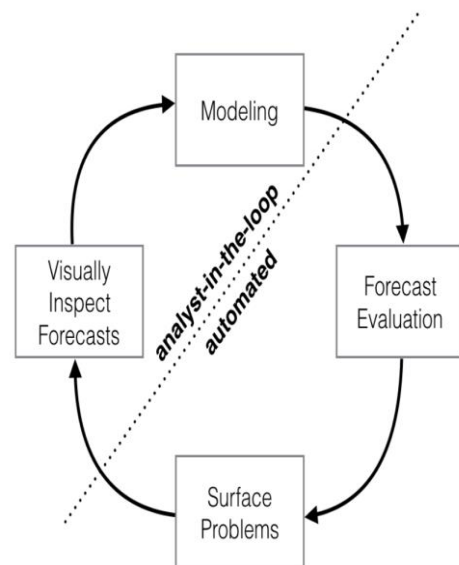 Modeling
analyst-in-the-loop
automated
Visually
Inspect
Forecasts
Forecast
Evaluation
Surface
Problems